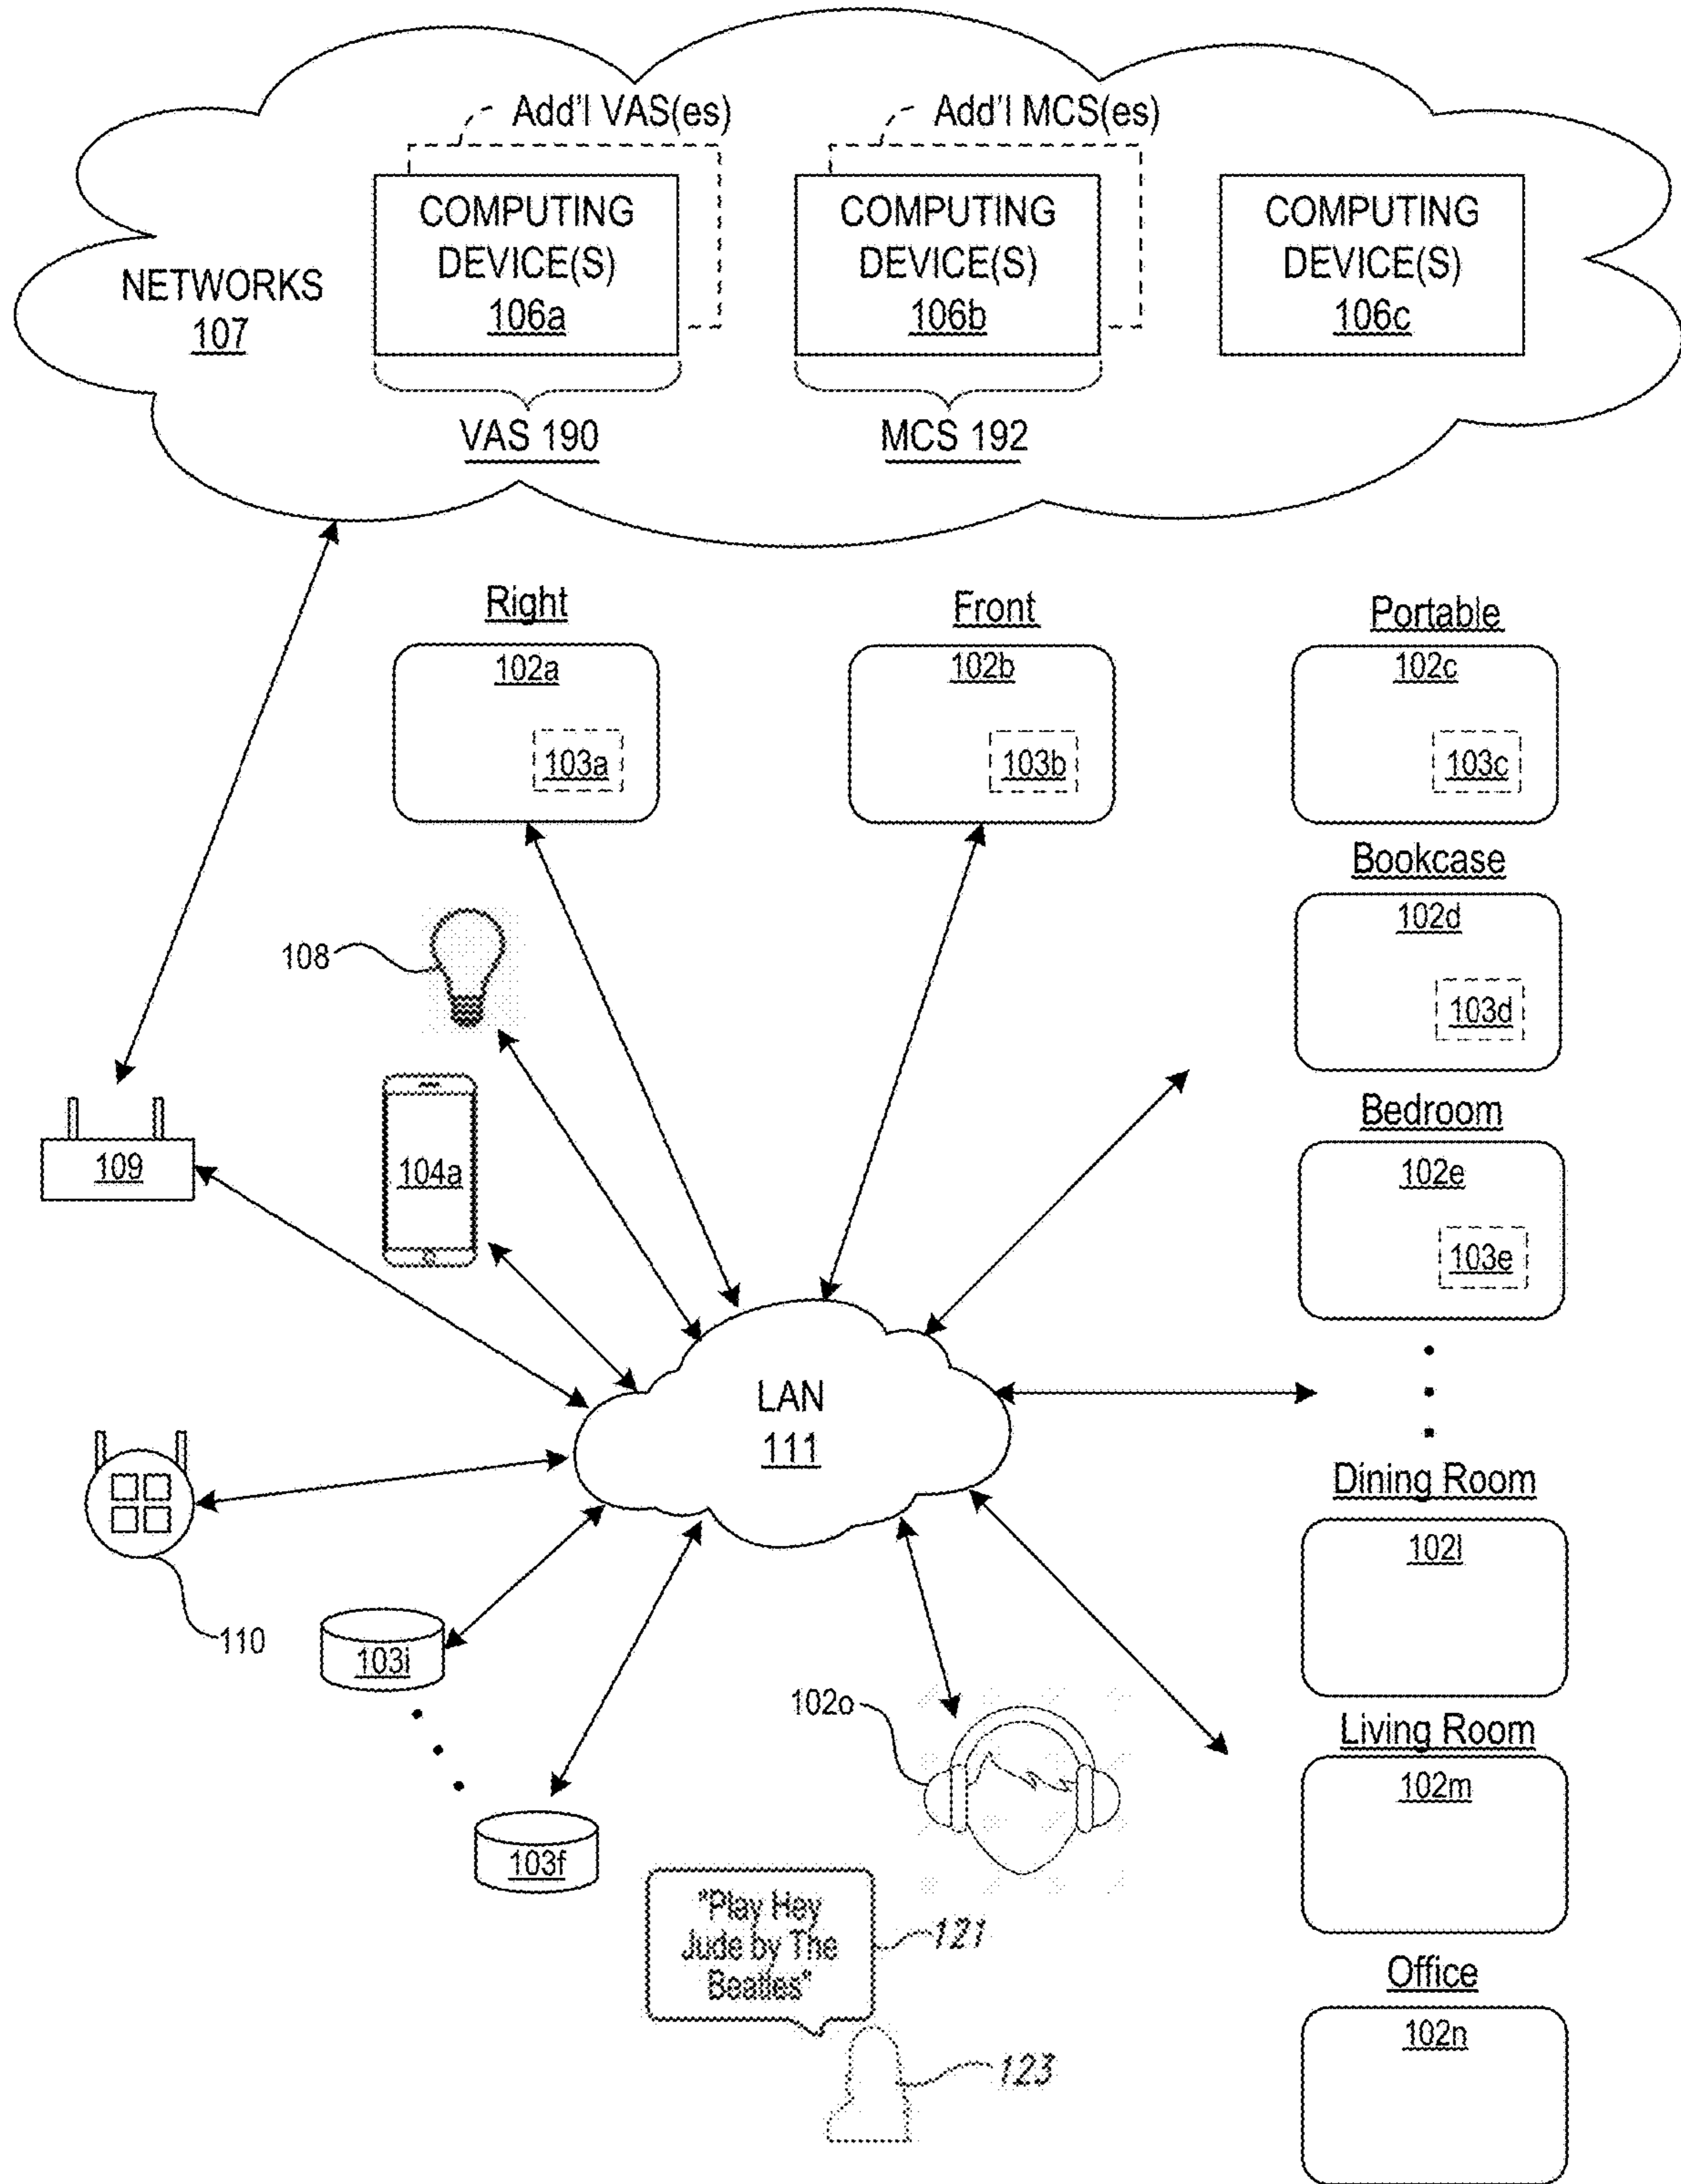 Add'l VAS(es)
Add'l MCS(es)
COMPUTING
DEVICE(S)
106a
COMPUTING
DEVICE(S)
106b
COMPUTING
DEVICE(S)
106c
NETWORKS
107
VAS 190
MCS 192
Right
102a
103a
Front
102b
103b
Portable
102c
103c
Bookcase
102d
103d
Bedroom
102e
103e
108
104a
109
LAN
111
110
103i
103f
102o
Dining Room
102l
Living Room
102m
Office
102n
"Play Hey
Jude by The
Beatles"
121
123